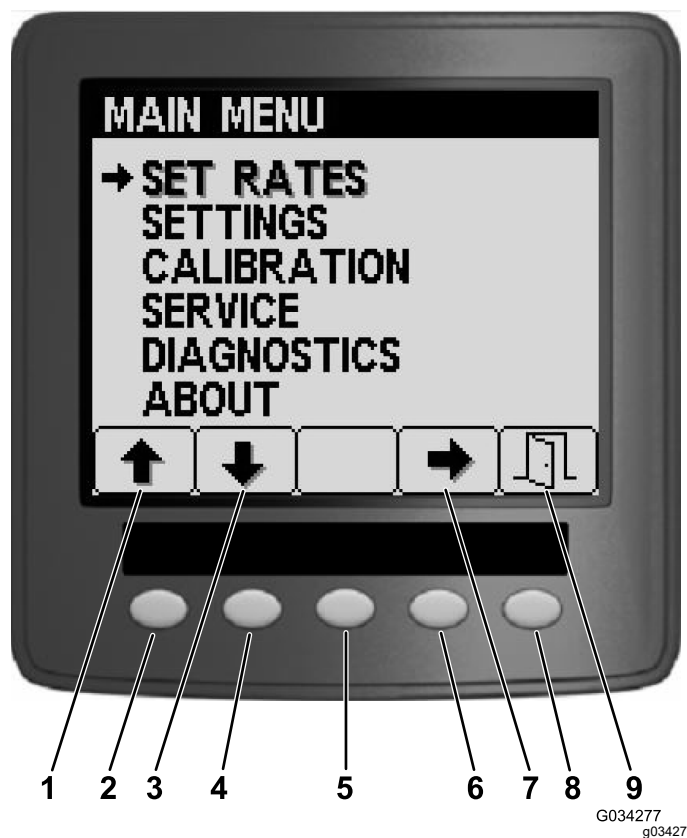 MAIN MENU
SET RATES
SETTINGS
CALIBRATION
SERVICE
DIAGNOSTICS
ABOUT
1 2 3 4 5 6 7 8 9
G034277
g03427